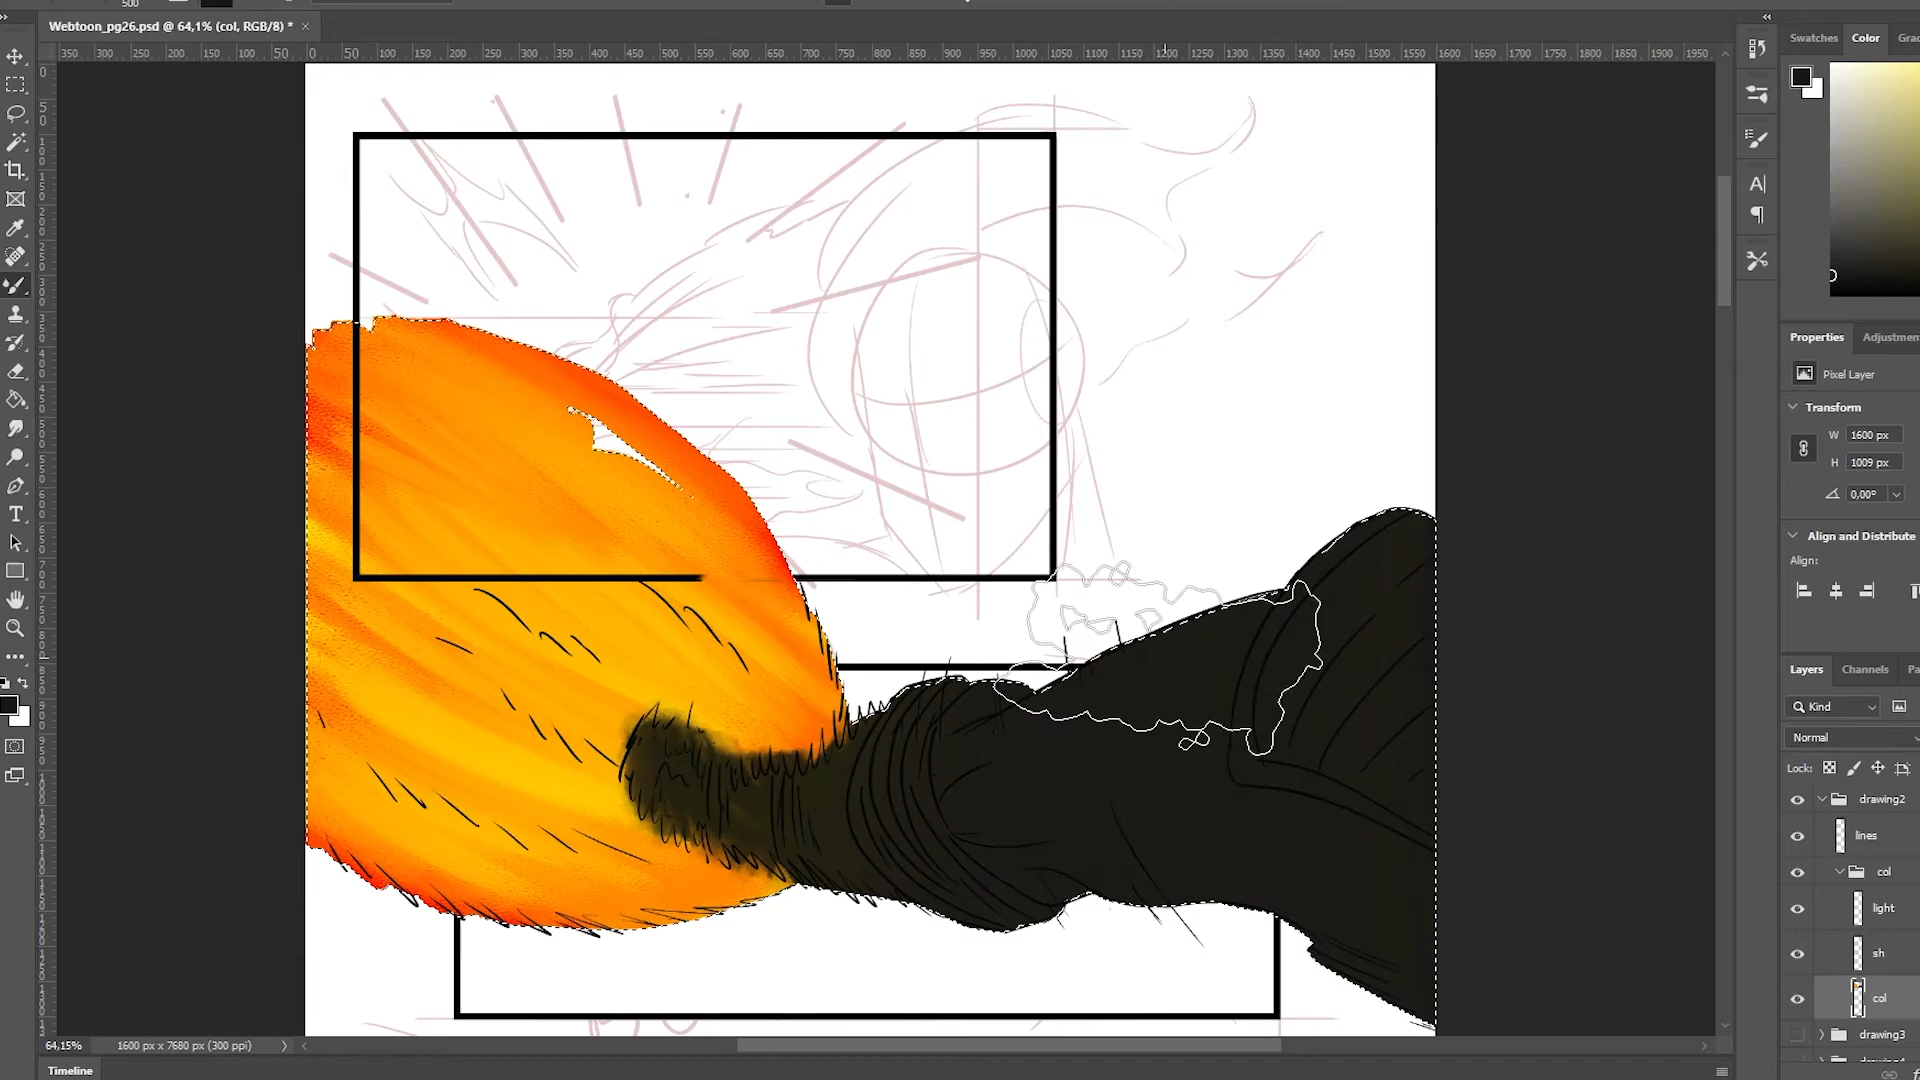 500
Webtoon_pg26.psd @ 64,1% (col, RGB/8) *
Swatches
Color
350 300 250 200 150 100 50 0 50 100 150 200 250 300 350 400 450 500 550 600 650 700 750 800 850 900 950 1000 1050 1100 1150 1200 1250 1300 1350 1400 1450 1500 1550 1600 1650 1700 1750 1800 1850 1900 1950
Properties
Pixel Layer
Transform
W 1600 px
H 1009 px
0,00°
Align and Distribute
Align:
Layers Channels
Kind
Normal
Lock:
drawing2
lines
col
light
sh
col
drawing3
64,15% 1600 px x 7680 px (300 ppi)
Timeline